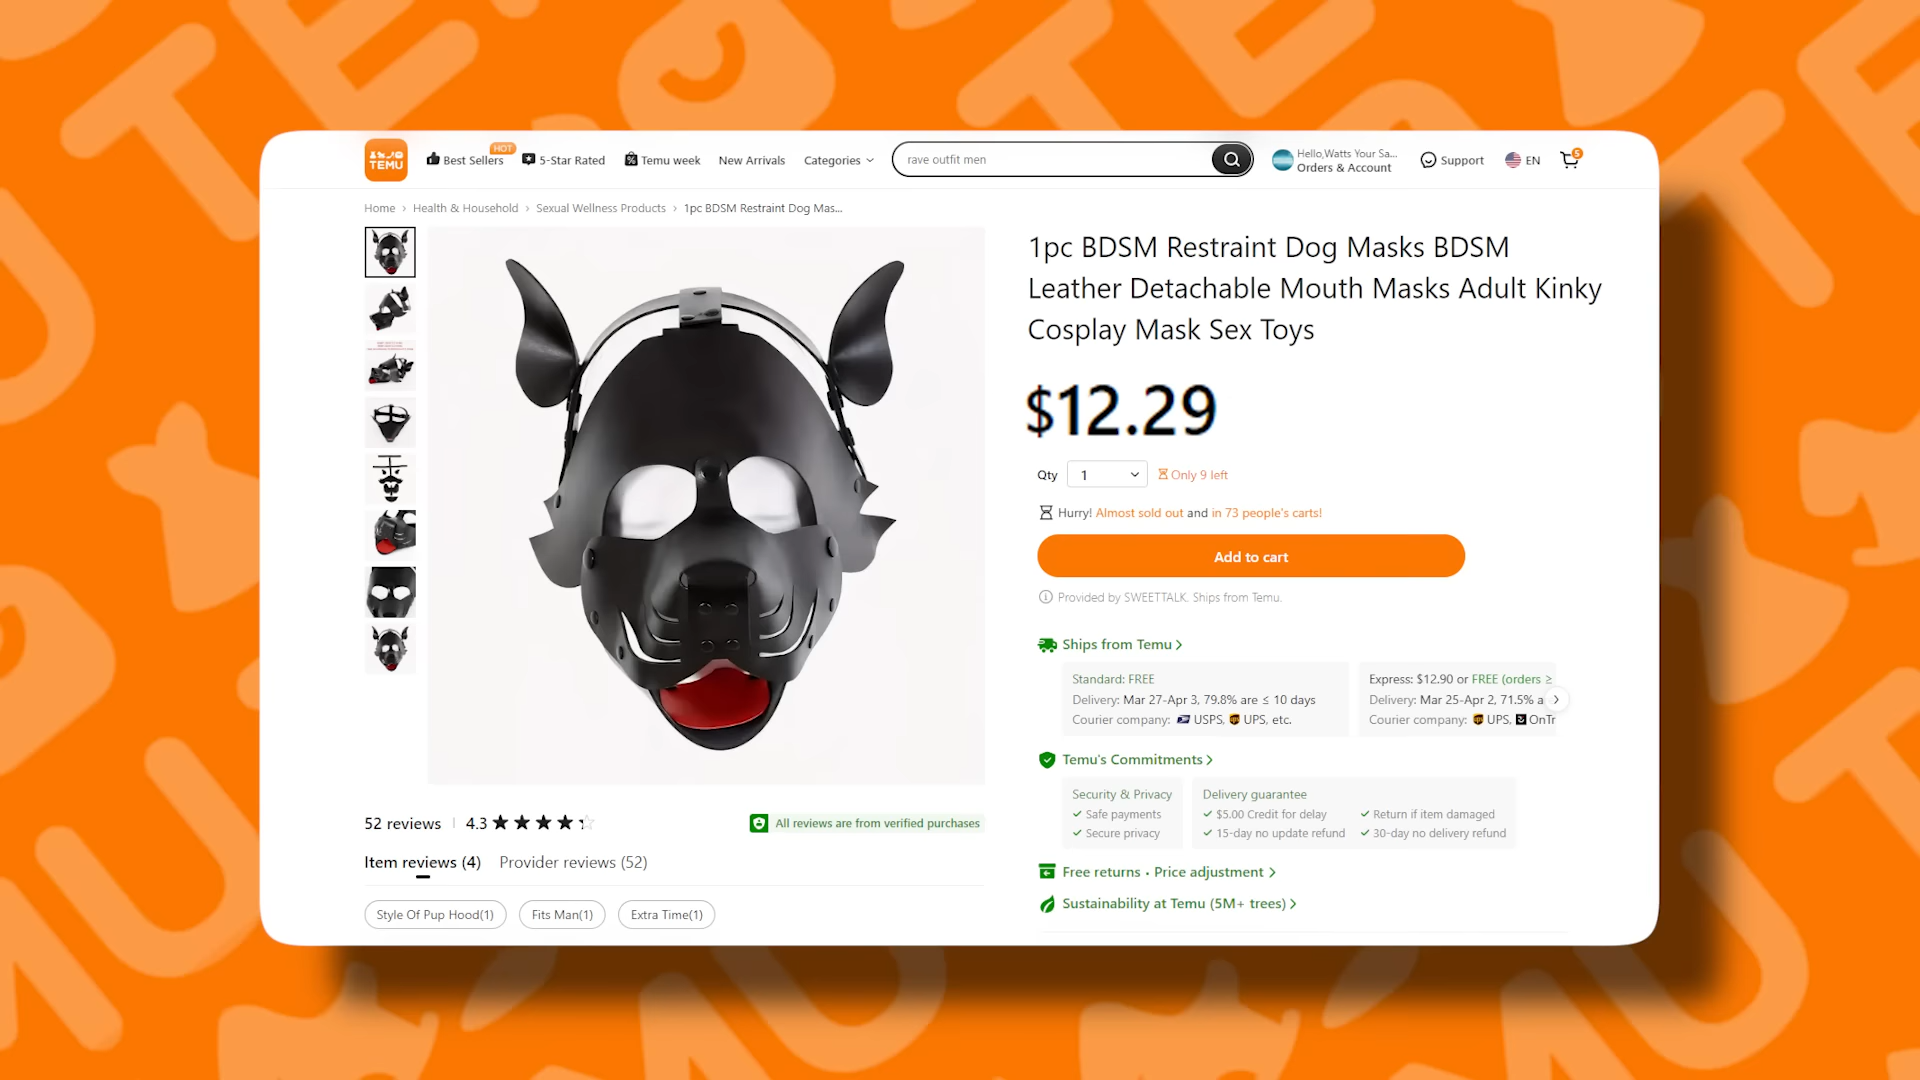 TEMU
Best Sellers
HOT
5-Star Rated
Temu week
New Arrivals
Categories
rave outfit men
Hello,Watts Your Sa...
Orders & Account
Support
EN
5
Home › Health & Household › Sexual Wellness Products › 1pc BDSM Restraint Dog Mas...
1pc BDSM Restraint Dog Masks BDSM
Leather Detachable Mouth Masks Adult Kinky
Cosplay Mask Sex Toys
$12.29
Qty 1 Only 9 left
Hurry! Almost sold out and in 73 people's carts!
Add to cart
Provided by SWEETTALK. Ships from Temu.
Ships from Temu
Standard: FREE
Delivery: Mar 27-Apr 3, 79.8% are ≤ 10 days
Courier company: USPS, UPS, etc.
Express: $12.90 or FREE (orders ≥
Delivery: Mar 25-Apr 2, 71.5% a
Courier company: UPS, OnTr
Temu's Commitments
Security & Privacy
Safe payments
Secure privacy
Delivery guarantee
$5.00 Credit for delay
Return if item damaged
15-day no update refund
30-day no delivery refund
Free returns • Price adjustment
Sustainability at Temu (5M+ trees)
52 reviews | 4.3
All reviews are from verified purchases
Item reviews (4) Provider reviews (52)
Style Of Pup Hood(1) Fits Man(1) Extra Time(1)